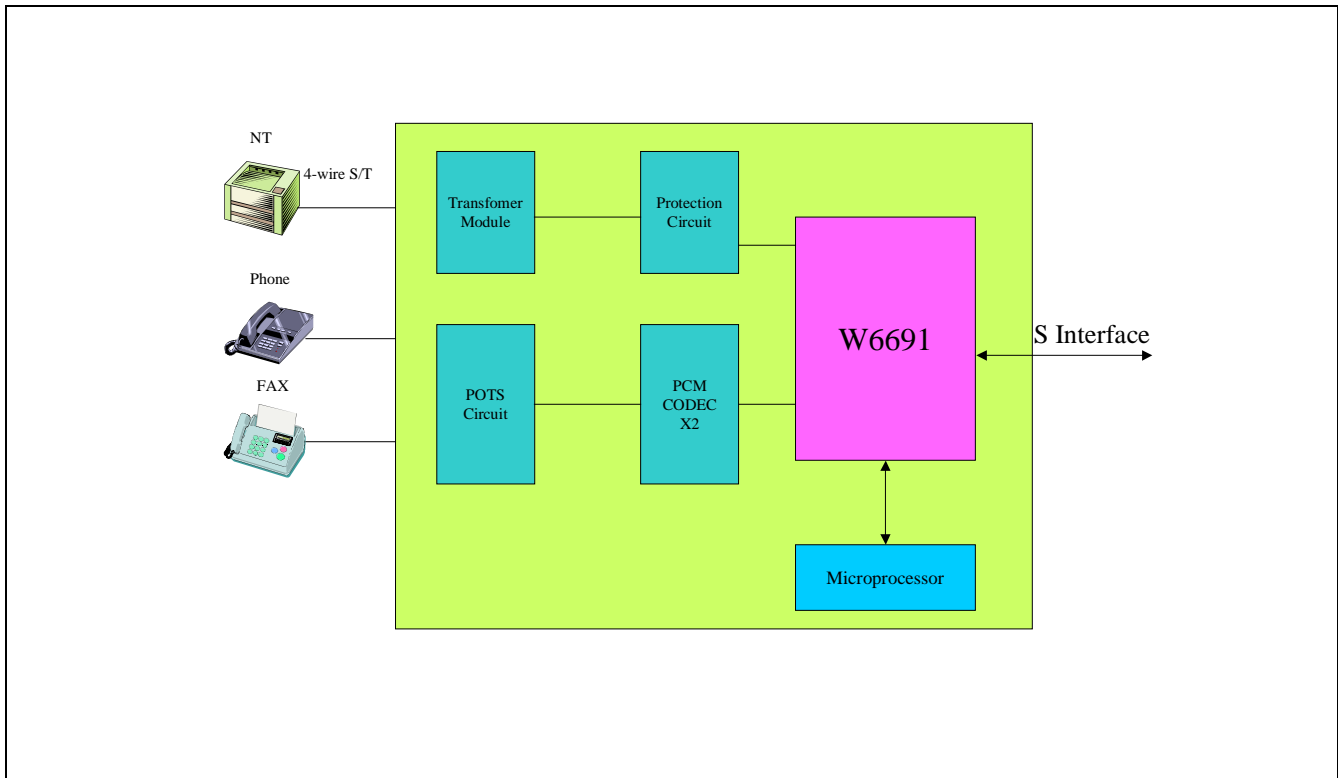 NT
4-wire S/T
Transfomer
Module
Protection
Circuit
Phone
W6691
S Interface
FAX
POTS
Circuit
PCM
CODEC
X2
Microprocessor